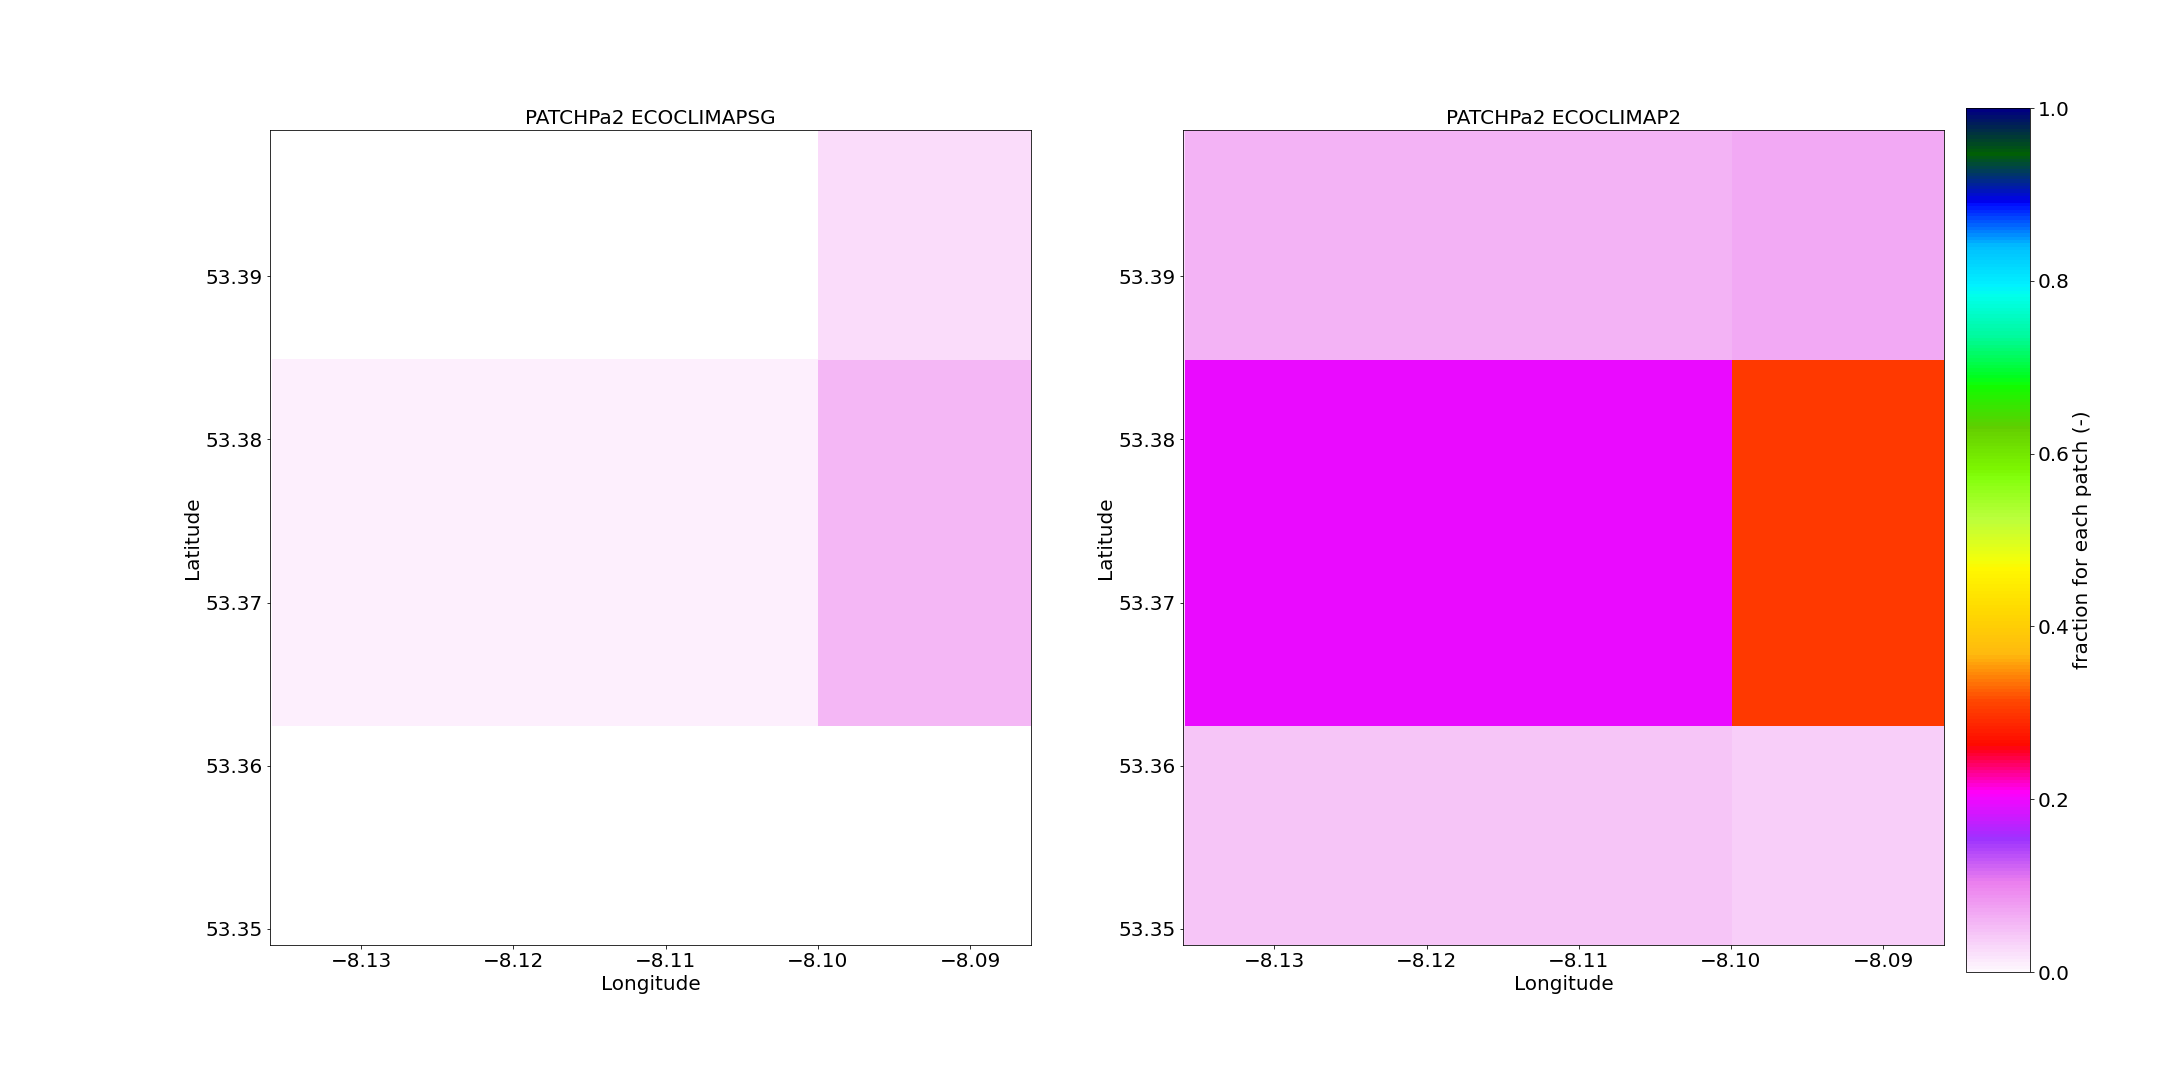 PATCHPa2 ECOCLIMAPSG
53.39
53.38
53.37
53.36
53.35
Latitude
−8.13 −8.12 −8.11 −8.10 −8.09
Longitude
PATCHPa2 ECOCLIMAP2
53.39
53.38
53.37
53.36
53.35
Latitude
−8.13 −8.12 −8.11 −8.10 −8.09
Longitude
1.0
0.8
0.6
0.4
0.2
0.0
fraction for each patch (-)